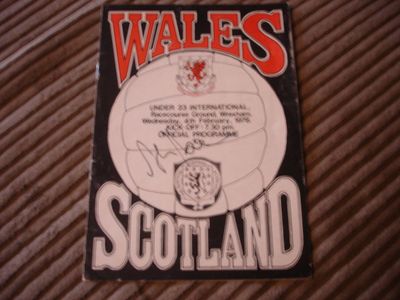 WALES
UNDER 23 INTERNATIONAL
Racecourse Ground, Wrexham,
Wednesday, 4th February, 1976.
KICK-OFF 7.30 pm.
OFFICIAL PROGRAMME
SCOTLAND